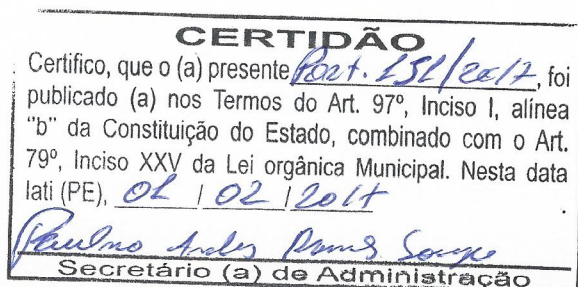 CERTIDÃO
Certifico, que o (a) presente Port. 151/2017, foi
publicado (a) nos Termos do Art. 97º, Inciso I, alínea
"b" da Constituição do Estado, combinado com o Art.
79º, Inciso XXV da Lei orgânica Municipal. Nesta data
Iati (PE), 01 / 02 / 2017
Secretário (a) de Administração